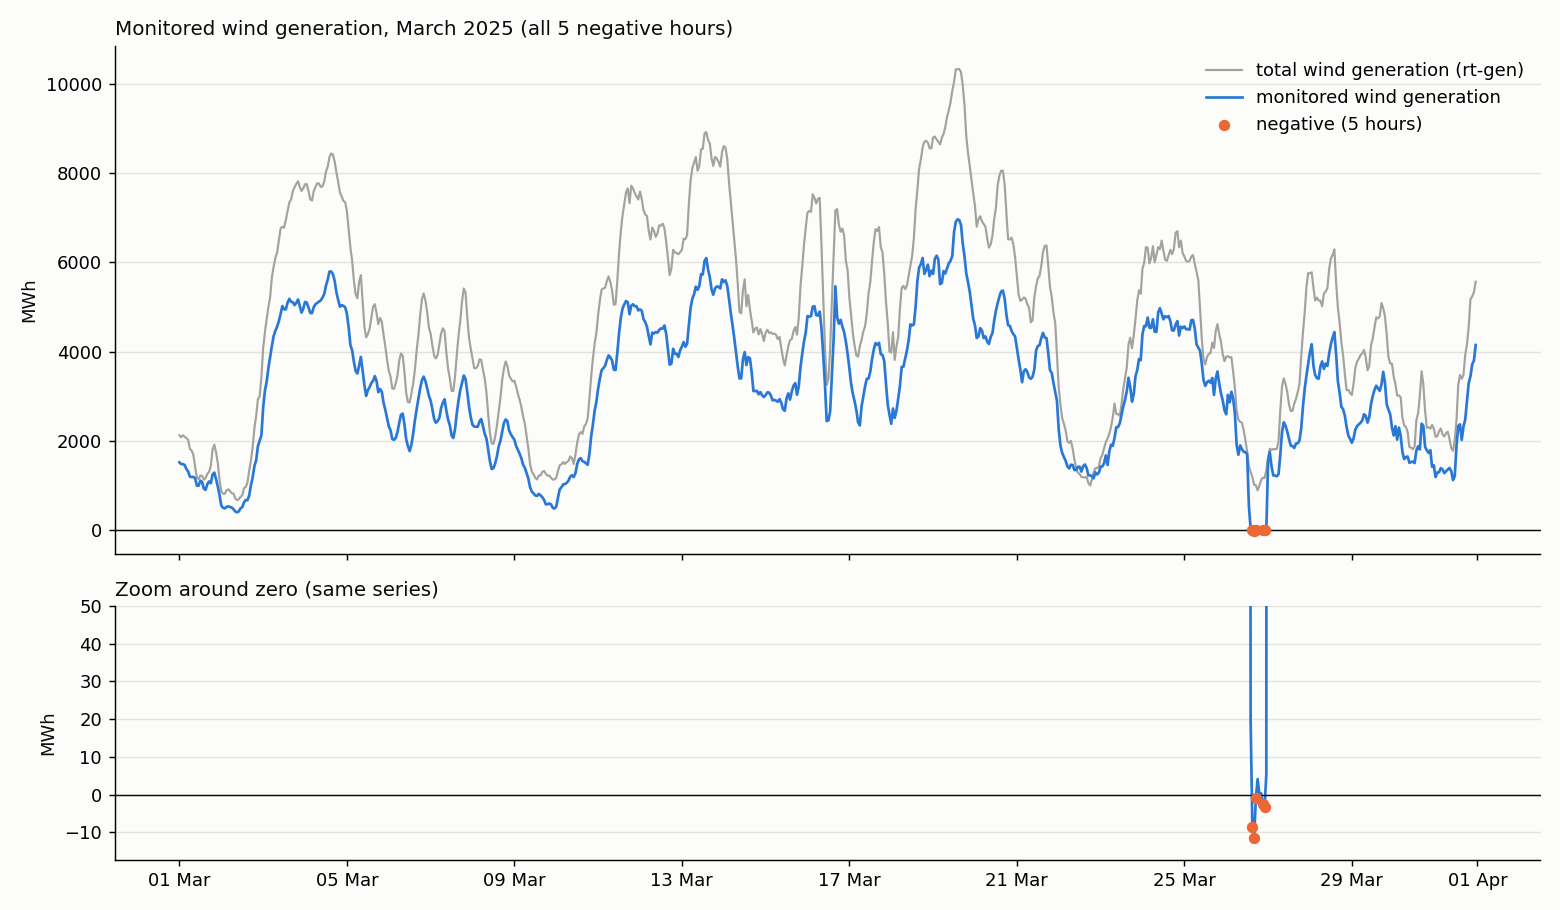 Monitored wind generation, March 2025 (all 5 negative hours)
total wind generation (rt-gen)
monitored wind generation
negative (5 hours)
MWh
10000
8000
6000
4000
2000
0
Zoom around zero (same series)
MWh
50
40
30
20
10
0
−10
01 Mar 05 Mar 09 Mar 13 Mar 17 Mar 21 Mar 25 Mar 29 Mar 01 Apr